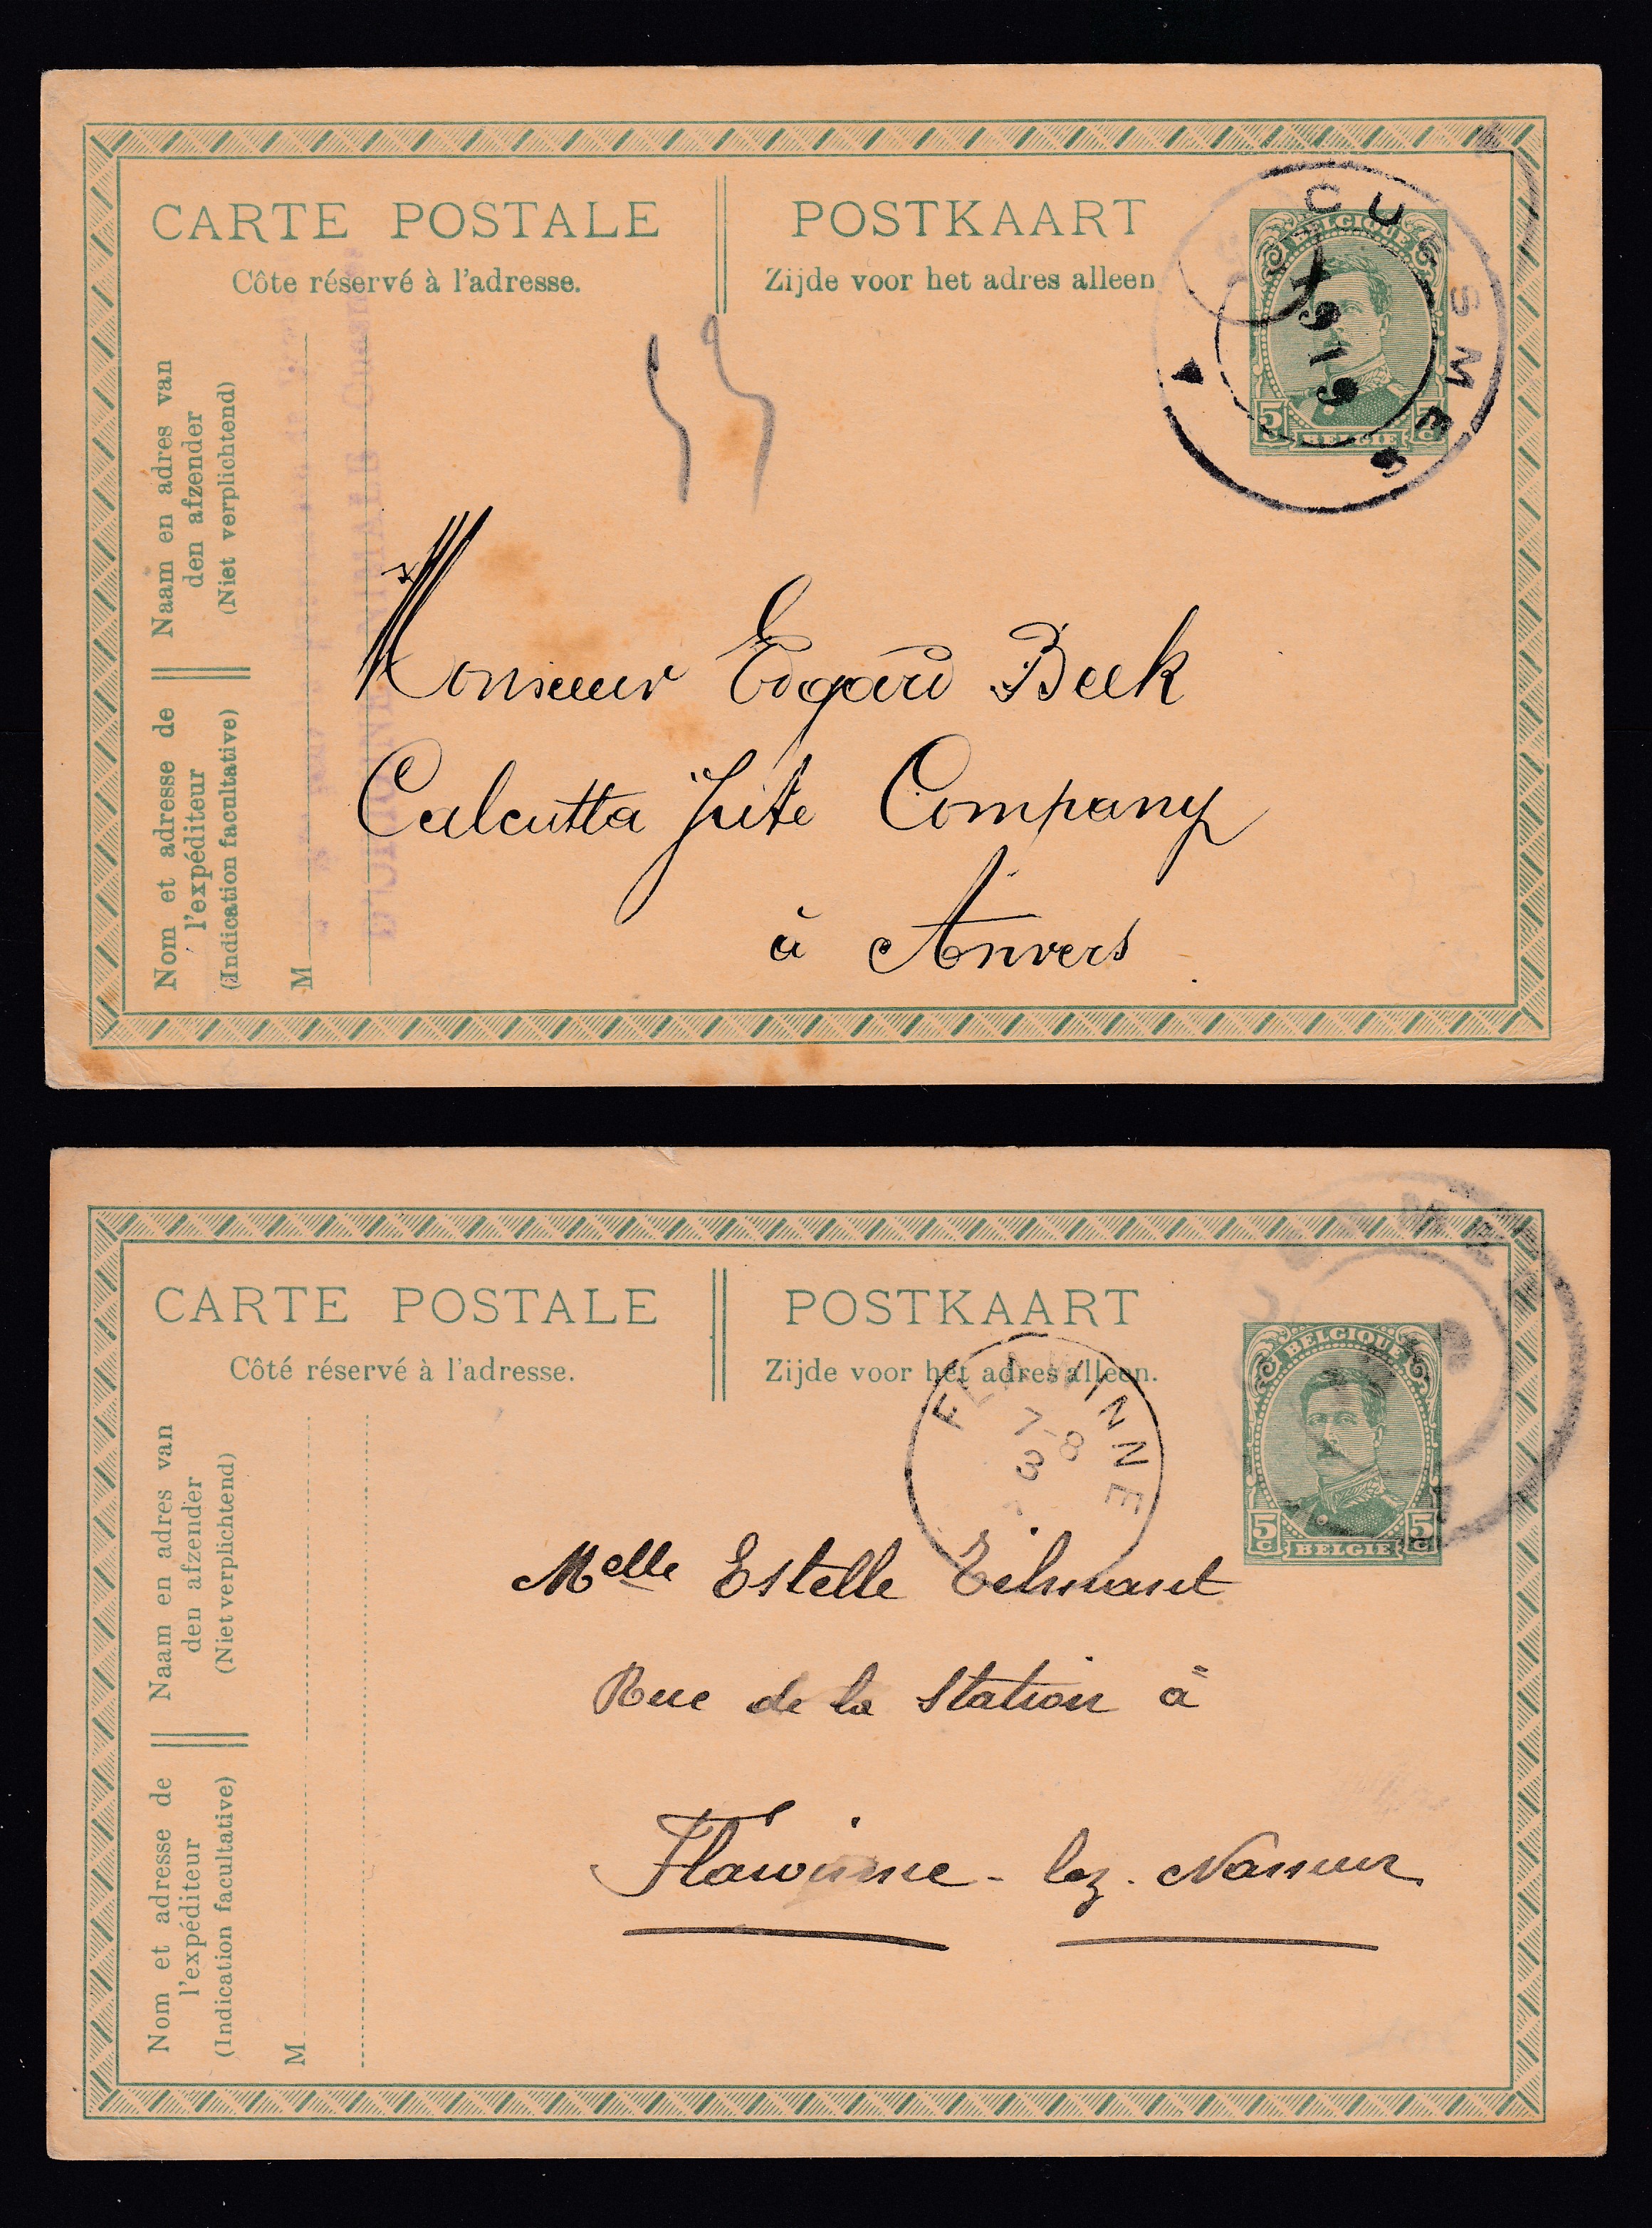 CARTE POSTALE
Côte réservé à l'adresse.
POSTKAART
Zijde voor het adres alleen
CUESMES
1919
BELGIQUE
5 C
5 C
BELGIE
Naam en adres van
den afzender
(Niet verplichtend)
Nom et adresse de
l'expéditeur
(Indication facultative)
M
Monsieur Edgard Beek
Calcutta Jute Company
à Anvers
CARTE POSTALE
Côté réservé à l'adresse.
POSTKAART
Zijde voor het adres alleen.
FLAWINNE
7-8
3
BELGIQUE
5 C
5 C
BELGIE
Naam en adres van
den afzender
(Niet verplichtend)
Nom et adresse de
l'expéditeur
(Indication facultative)
M
Melle Estelle
Rue de la Station à
Flawinne - lez - Namur